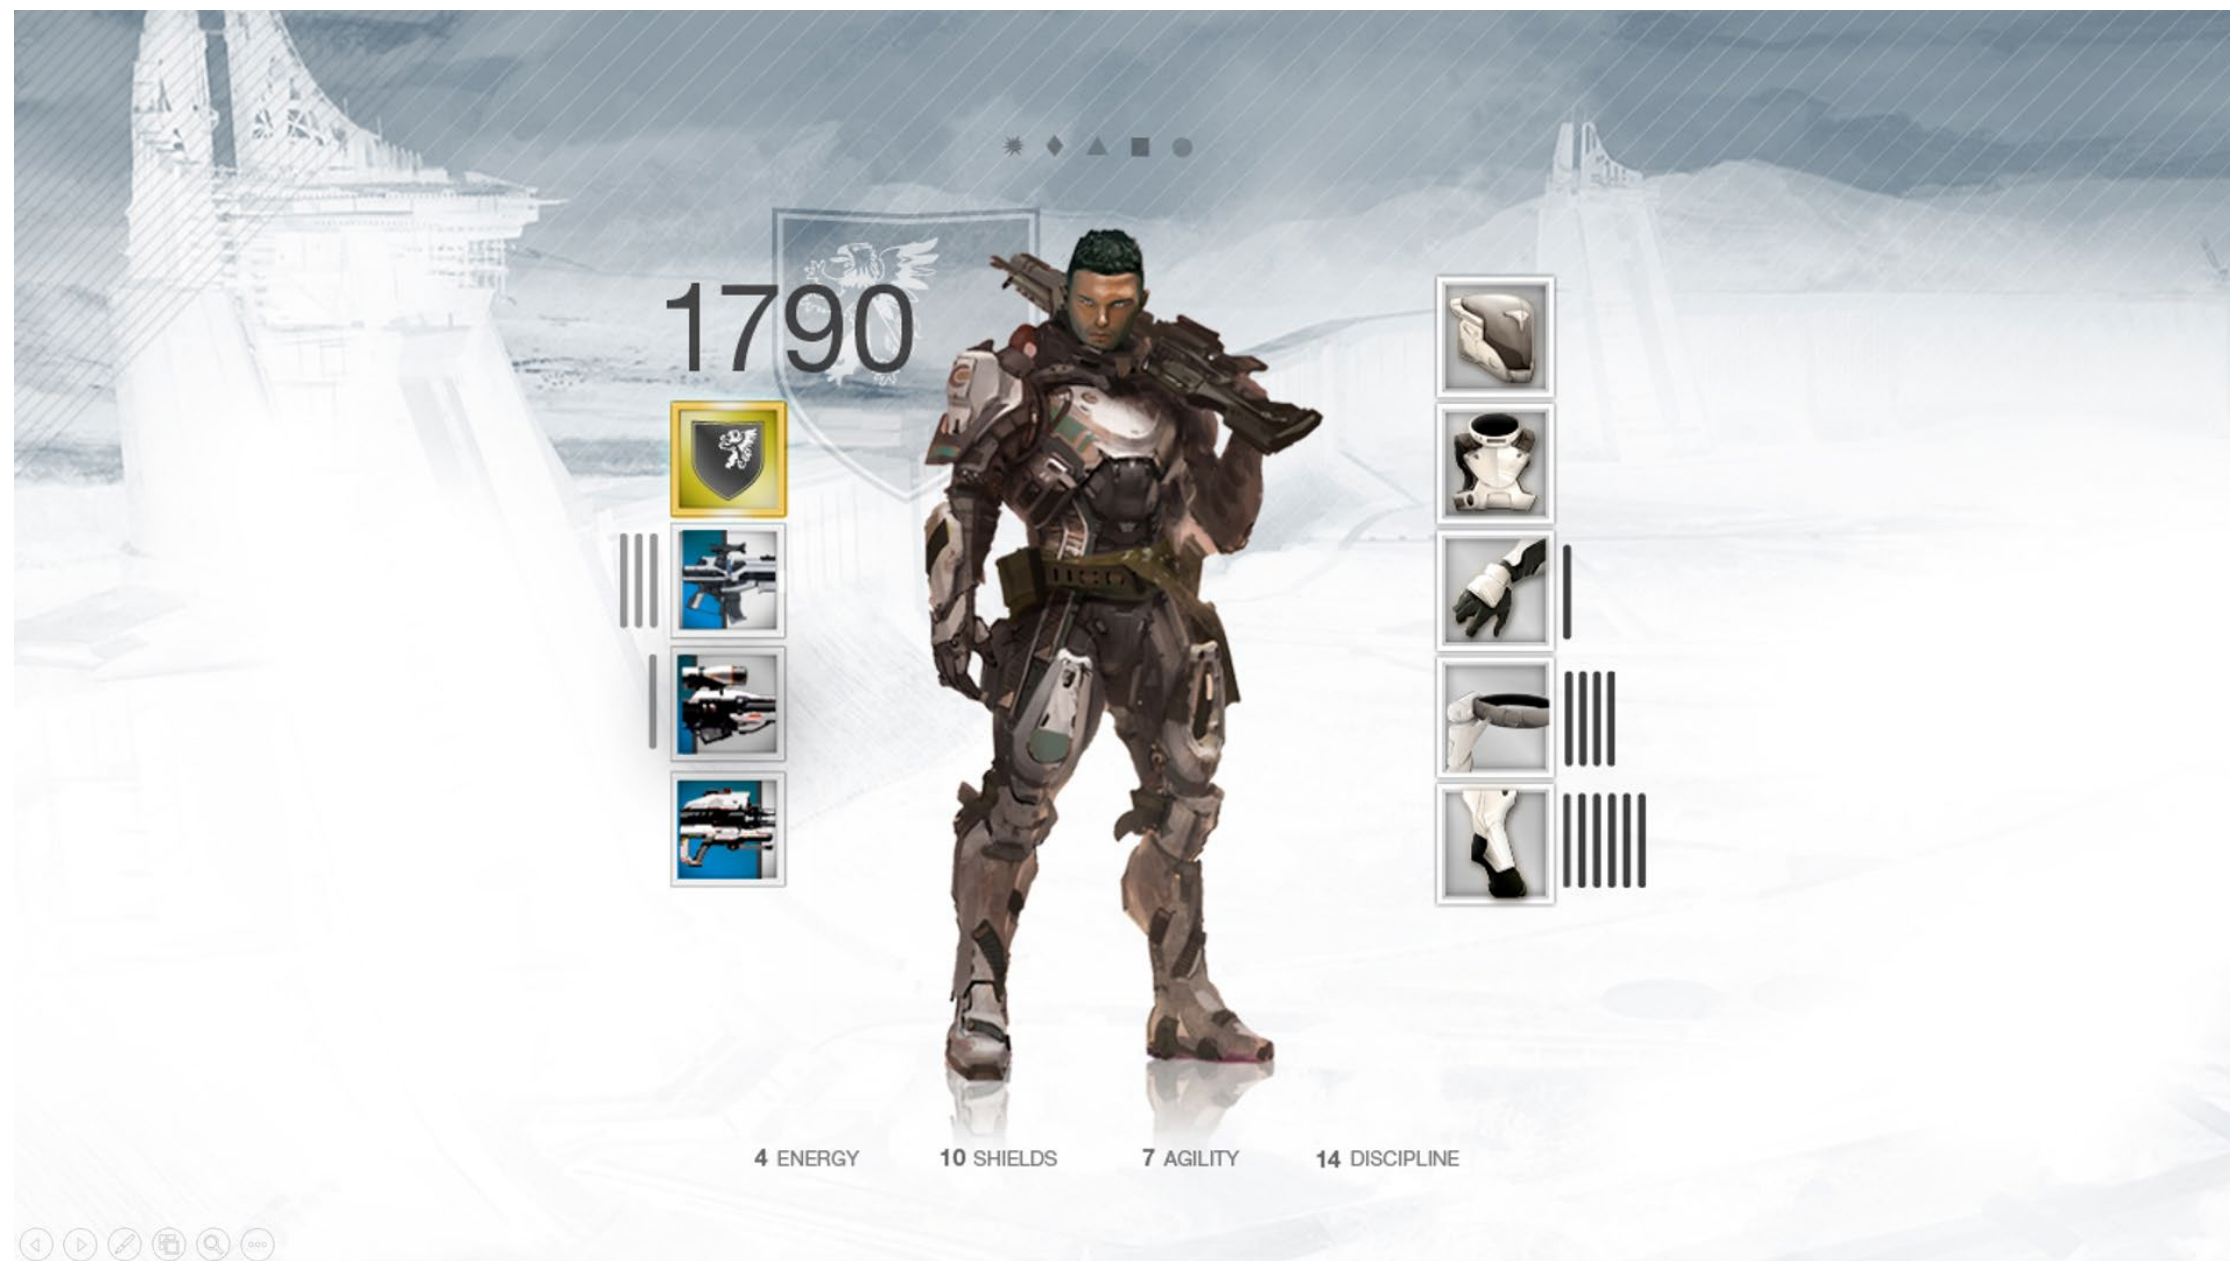 1790
4 ENERGY 10 SHIELDS 7 AGILITY 14 DISCIPLINE